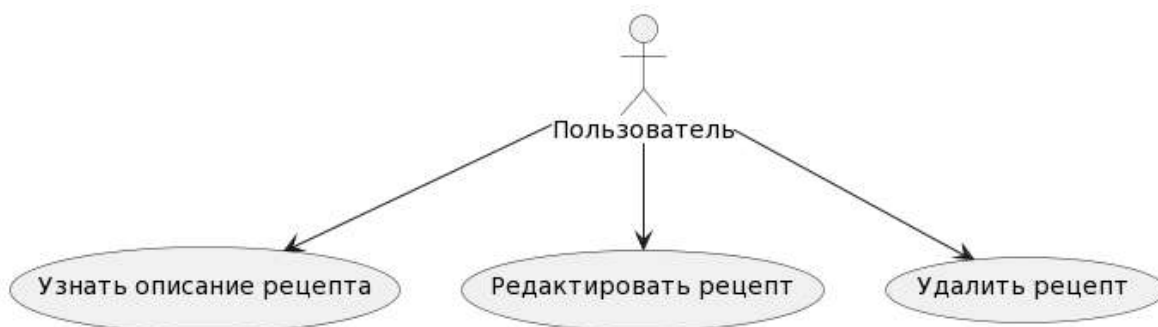 Пользователь
Узнать описание рецепта
Редактировать рецепт
Удалить рецепт